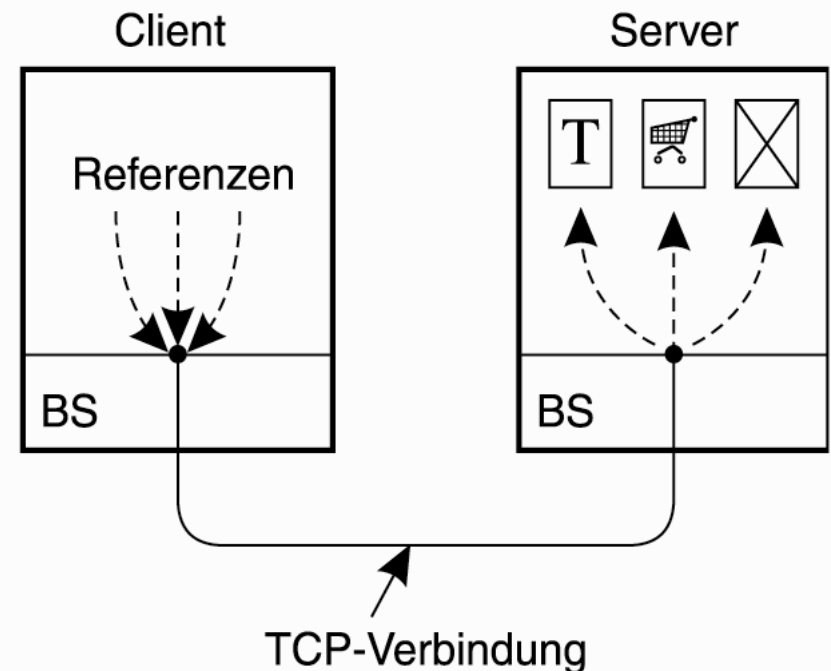 Client
Server
Referenzen
T
BS
BS
TCP-Verbindung